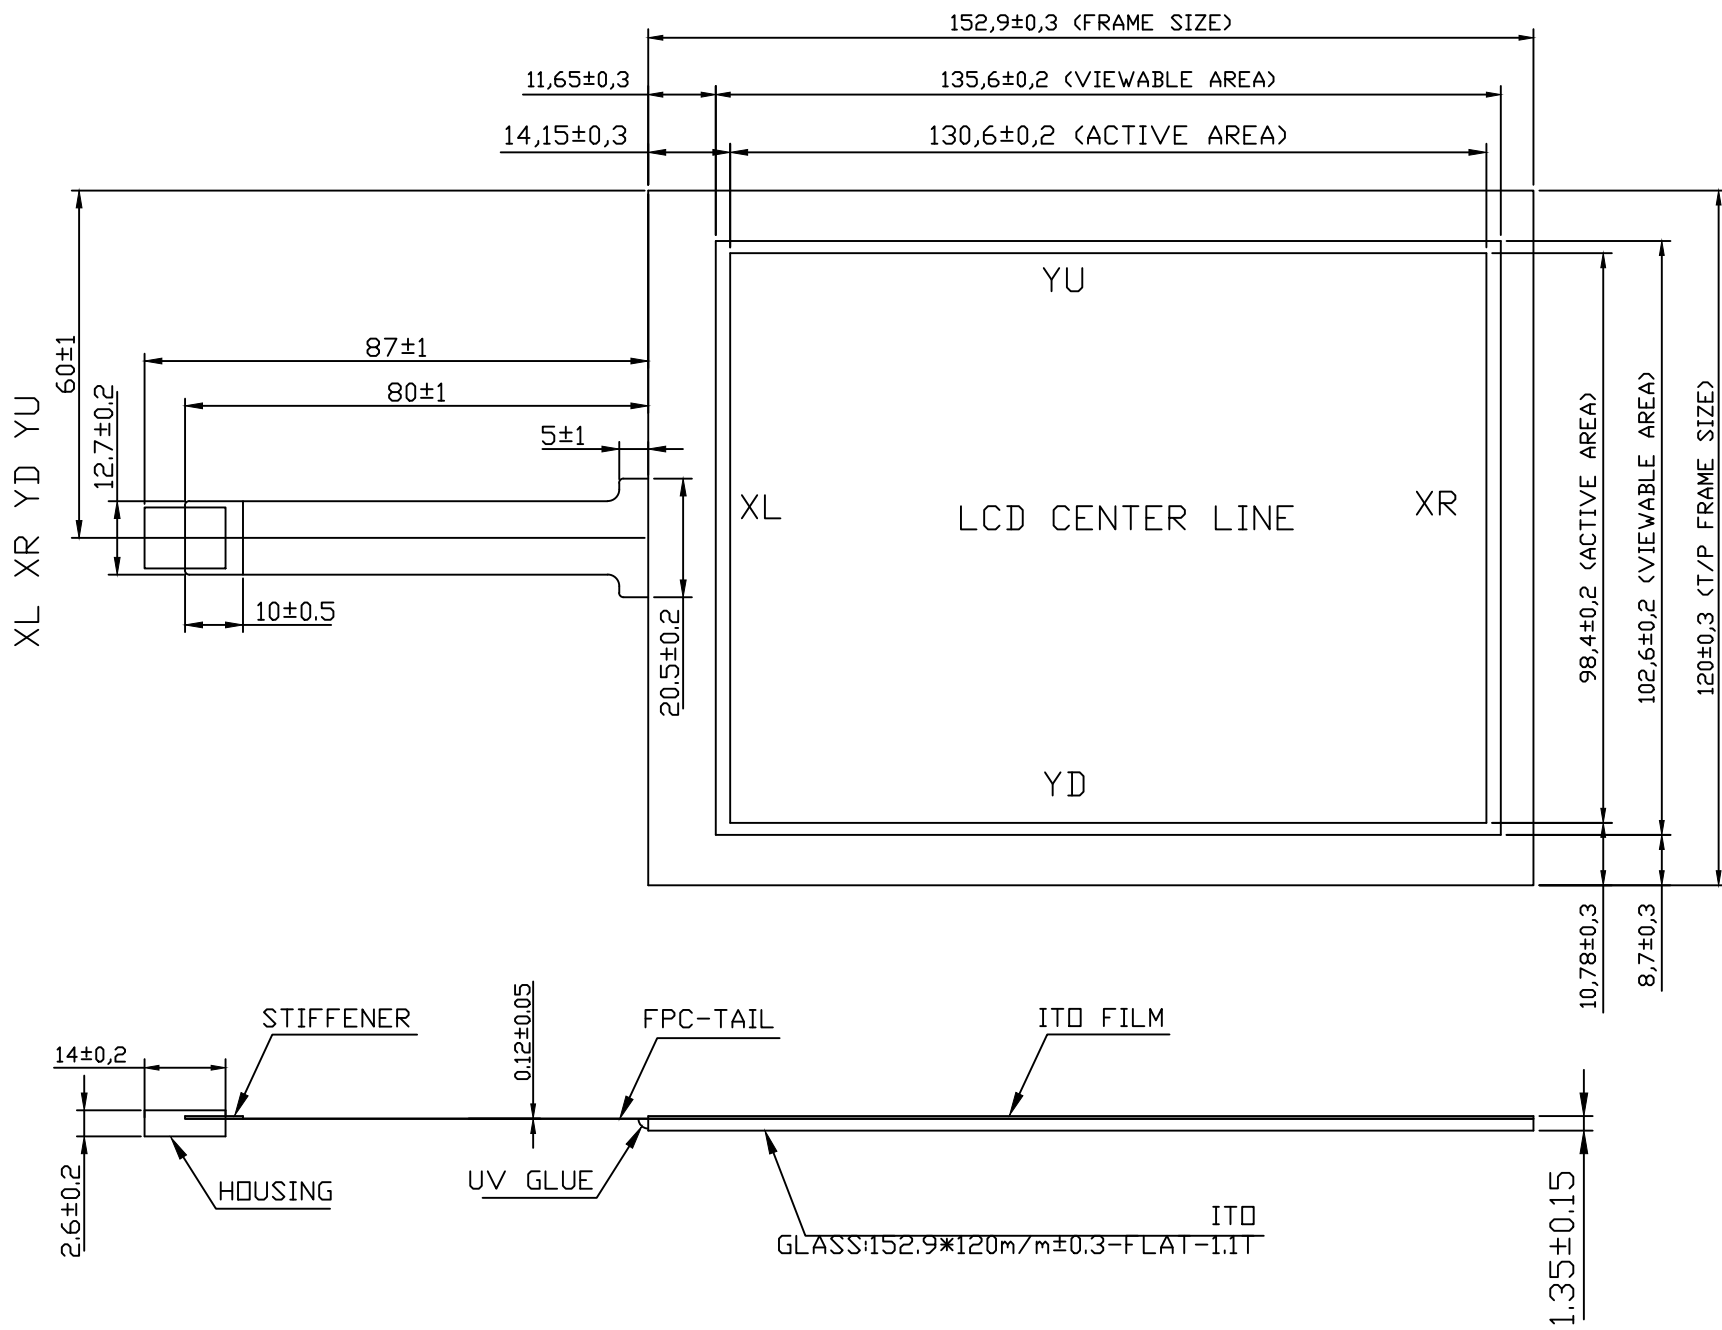 152,9±0,3 (FRAME SIZE)
11,65±0,3
135,6±0,2 (VIEWABLE AREA)
14,15±0,3
130,6±0,2 (ACTIVE AREA)
YU
87±1
60±1
80±1
12.7±0.2
5±1
XL XR YD YU
XL
LCD CENTER LINE
XR
10±0.5
20.5±0.2
98,4±0,2 (ACTIVE AREA)
102,6±0,2 (VIEWABLE AREA)
120±0,3 (T/P FRAME SIZE)
YD
10,78±0,3
8,7±0,3
STIFFENER
0.12±0.05
FPC-TAIL
ITO FILM
14±0,2
2.6±0.2
HOUSING
UV GLUE
1.35±0.15
ITO
GLASS:152.9*120m/m±0.3-FLAT-1.1T